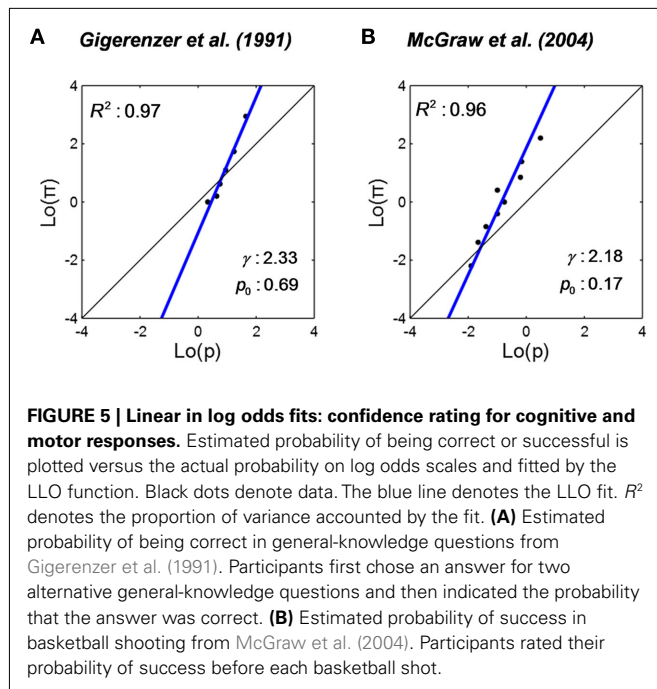 A Gigerenzer et al. (1991)
B McGraw et al. (2004)
4
2
0
-2
-4
Lo(π)
R² : 0.97
γ : 2.33
p₀ : 0.69
-4 -2 0 2 4
Lo(p)
4
2
0
-2
-4
Lo(π)
R² : 0.96
γ : 2.18
p₀ : 0.17
-4 -2 0 2 4
Lo(p)
FIGURE 5 | Linear in log odds fits: confidence rating for cognitive and
motor responses. Estimated probability of being correct or successful is
plotted versus the actual probability on log odds scales and fitted by the
LLO function. Black dots denote data. The blue line denotes the LLO fit. R²
denotes the proportion of variance accounted by the fit. (A) Estimated
probability of being correct in general-knowledge questions from
Gigerenzer et al. (1991). Participants first chose an answer for two
alternative general-knowledge questions and then indicated the probability
that the answer was correct. (B) Estimated probability of success in
basketball shooting from McGraw et al. (2004). Participants rated their
probability of success before each basketball shot.